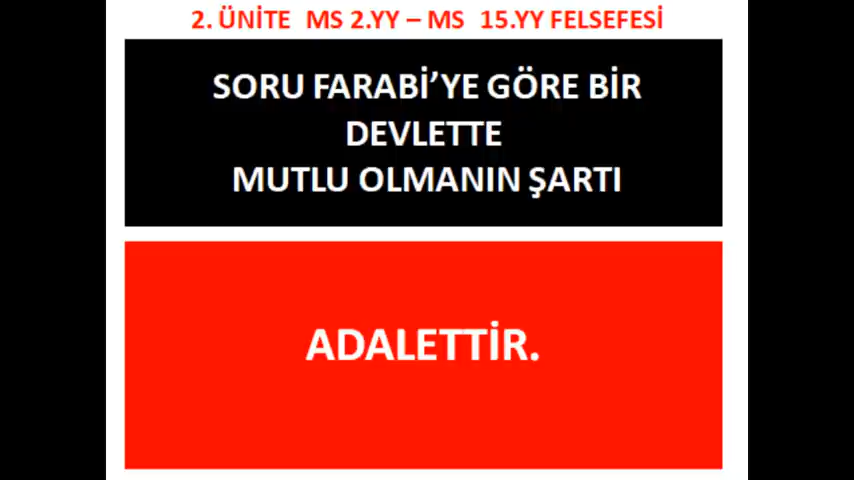 2. ÜNİTE MS 2.YY – MS 15.YY FELSEFESİ
SORU FARABİ’YE GÖRE BİR
DEVLETTE
MUTLU OLMANIN ŞARTI
ADALETTİR.